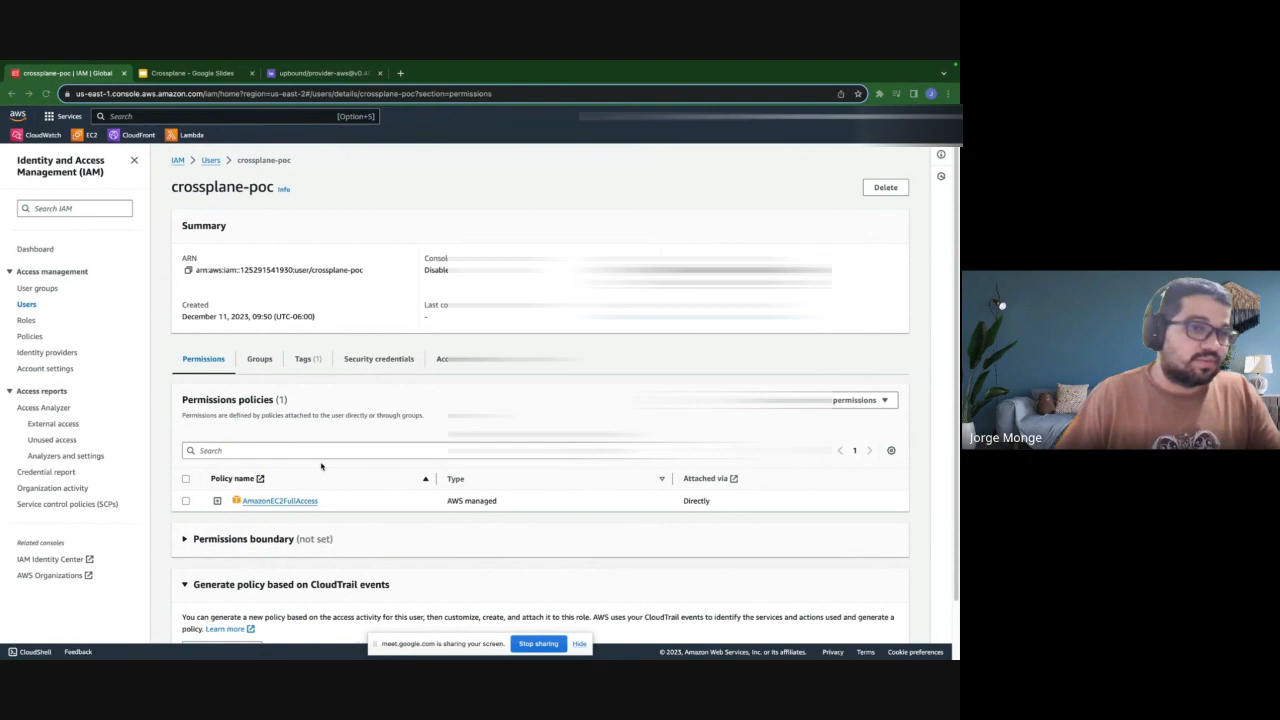 crossplane-poc | IAM | Global
Crossplane - Google Slides
upbound/provider-aws@v0.4
us-east-1.console.aws.amazon.com/iam/home?region=us-east-2#/users/details/crossplane-poc?section=permissions
aws
Services
Search
[Option+S]
CloudWatch
EC2
CloudFront
Lambda
Identity and Access Management (IAM)
Search IAM
Dashboard
Access management
User groups
Users
Roles
Policies
Identity providers
Account settings
Access reports
Access Analyzer
External access
Unused access
Analyzers and settings
Credential report
Organization activity
Service control policies (SCPs)
Related consoles
IAM Identity Center
AWS Organizations
IAM > Users > crossplane-poc
crossplane-poc Info
Delete
Summary
ARN
arn:aws:iam::125291541930:user/crossplane-poc
Consol
Disable
Created
December 11, 2023, 09:50 (UTC-06:00)
Last co
-
Permissions
Groups
Tags (1)
Security credentials
Acc
Permissions policies (1)
permissions
Permissions are defined by policies attached to the user directly or through groups.
Search
1
Policy name
Type
Attached via
AmazonEC2FullAccess
AWS managed
Directly
Permissions boundary (not set)
Generate policy based on CloudTrail events
You can generate a new policy based on the access activity for this user, then customize, create, and attach it to this role. AWS uses your CloudTrail events to identify the services and actions used and generate a
policy. Learn more
meet.google.com is sharing your screen.
Stop sharing
Hide
CloudShell
Feedback
© 2023, Amazon Web Services, Inc. or its affiliates.
Privacy
Terms
Cookie preferences
Jorge Monge